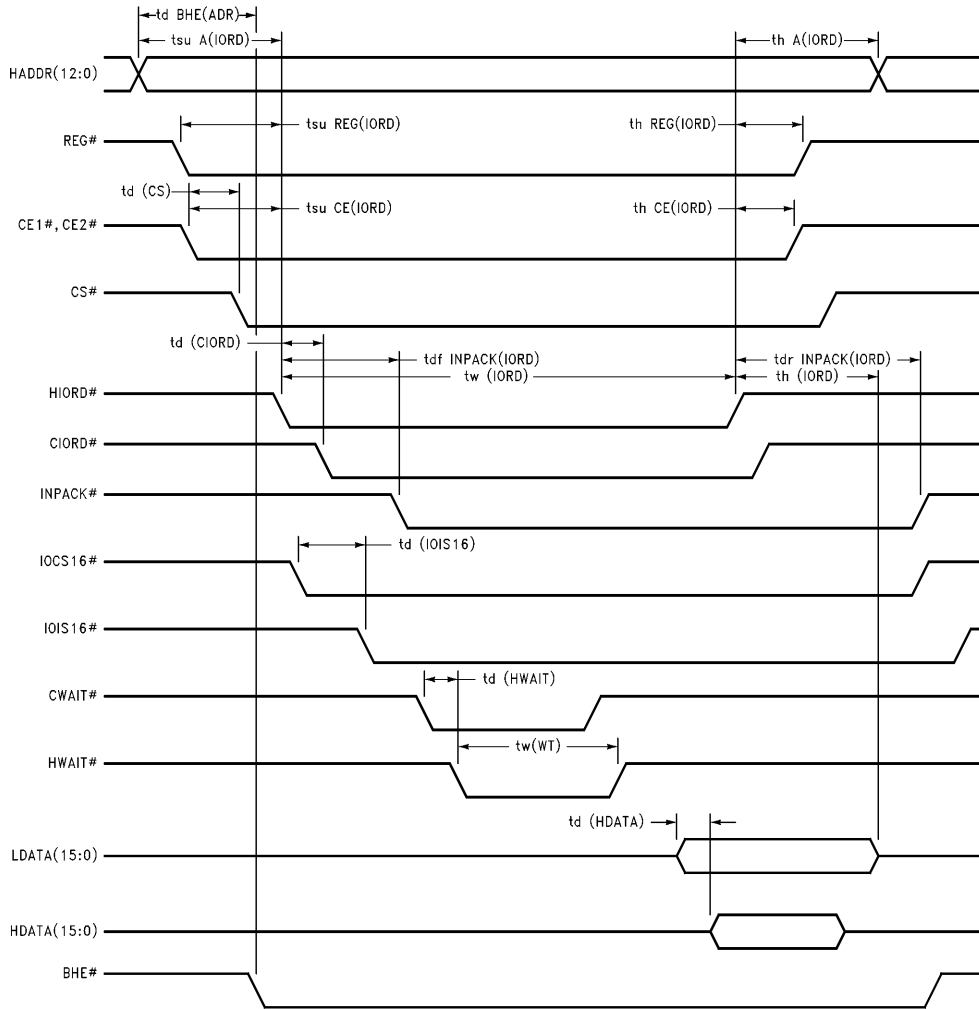 td BHE(ADR)
tsu A(IORD)
th A(IORD)
HADDR(12:0)
tsu REG(IORD)
th REG(IORD)
REG#
td (CS)
tsu CE(IORD)
th CE(IORD)
CE1#, CE2#
CS#
td (CIORD)
tdf INPACK(IORD)
tdr INPACK(IORD)
tw (IORD)
th (IORD)
HIORD#
CIORD#
INPACK#
td (IOIS16)
IOCS16#
IOIS16#
td (HWAIT)
CWAIT#
tw(WT)
HWAIT#
td (HDATA)
LDATA(15:0)
HDATA(15:0)
BHE#